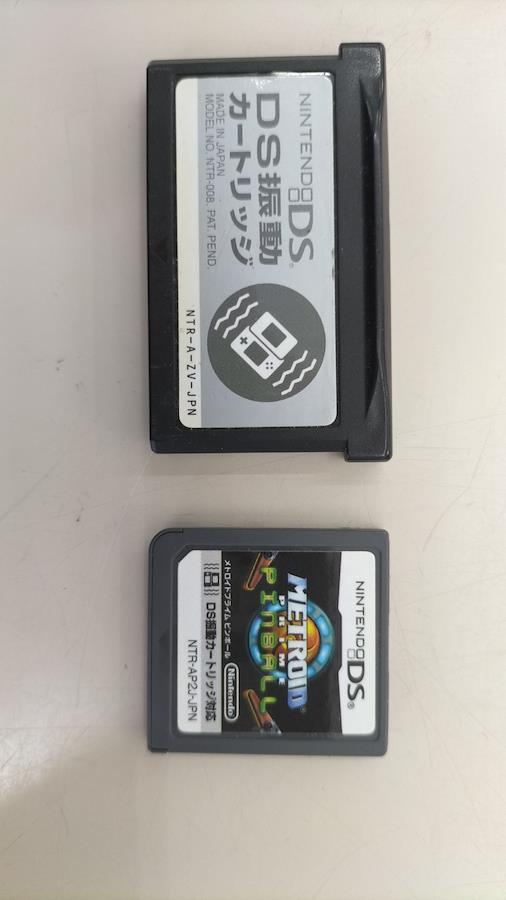 NINTENDO DS®
DS振動
カートリッジ
MADE IN JAPAN
MODEL NO. NTR-008. PAT. PEND.
NTR-A-ZV-JPN
NINTENDO DS®
METROID®
PRIME
PINBALL
メトロイドプライム ピンボール
Nintendo
DS振動カートリッジ対応
NTR-AP2J-JPN